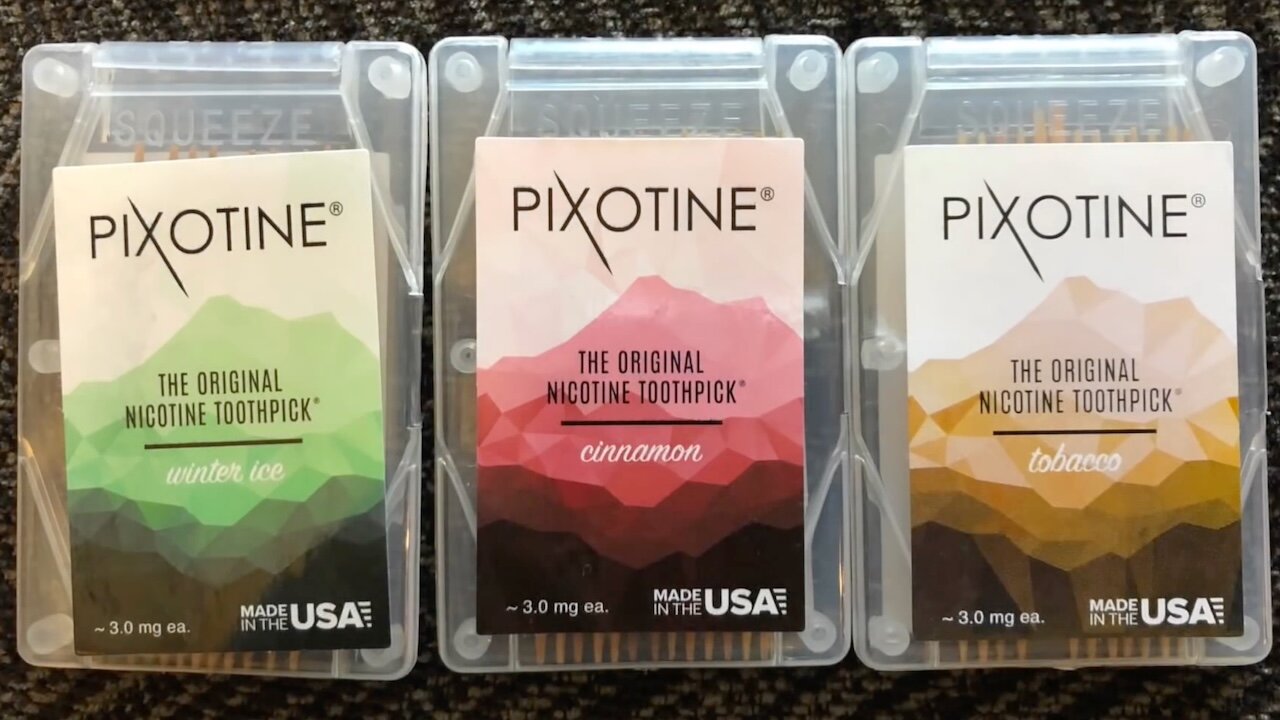 SQUEEZE
PIXOTINE®
THE ORIGINAL
NICOTINE TOOTHPICK®
winter ice
~ 3.0 mg ea.
MADE
IN THE USA
SQUEEZE
PIXOTINE®
THE ORIGINAL
NICOTINE TOOTHPICK®
cinnamon
~ 3.0 mg ea.
MADE
IN THE USA
SQUEEZE
PIXOTINE®
THE ORIGINAL
NICOTINE TOOTHPICK®
tobacco
~ 3.0 mg ea.
MADE
IN THE USA